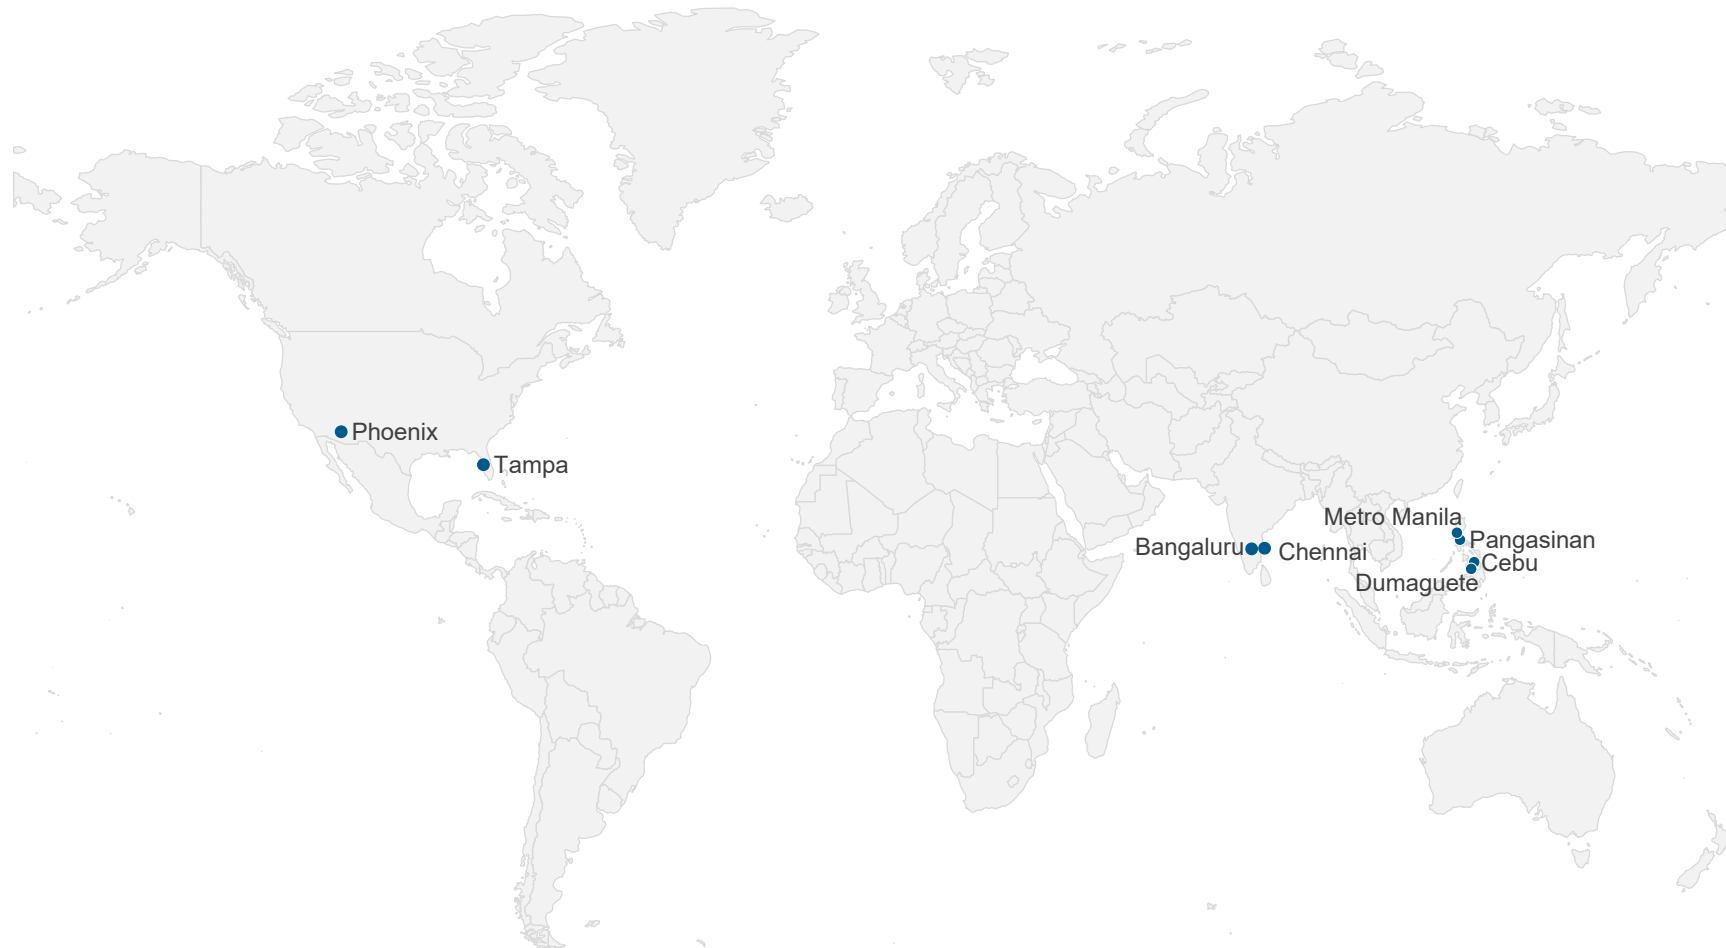 Phoenix
Tampa
Metro Manila
Pangasinan
Bangaluru
Chennai
Cebu
Dumaguete